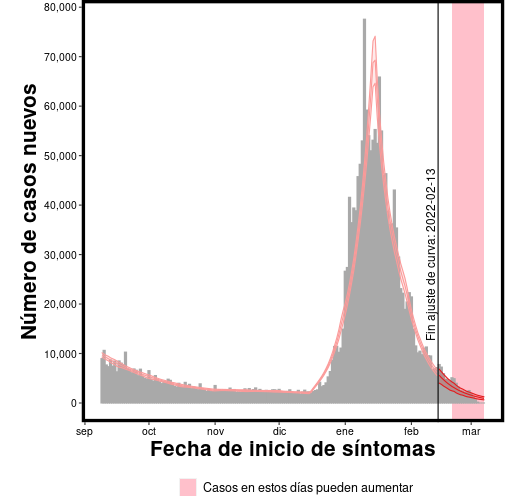 80,000
70,000
60,000
50,000
40,000
30,000
20,000
10,000
0
Número de casos nuevos
Fin ajuste de curva: 2022-02-13
sep oct nov dic ene feb mar
Fecha de inicio de síntomas
Casos en estos días pueden aumentar